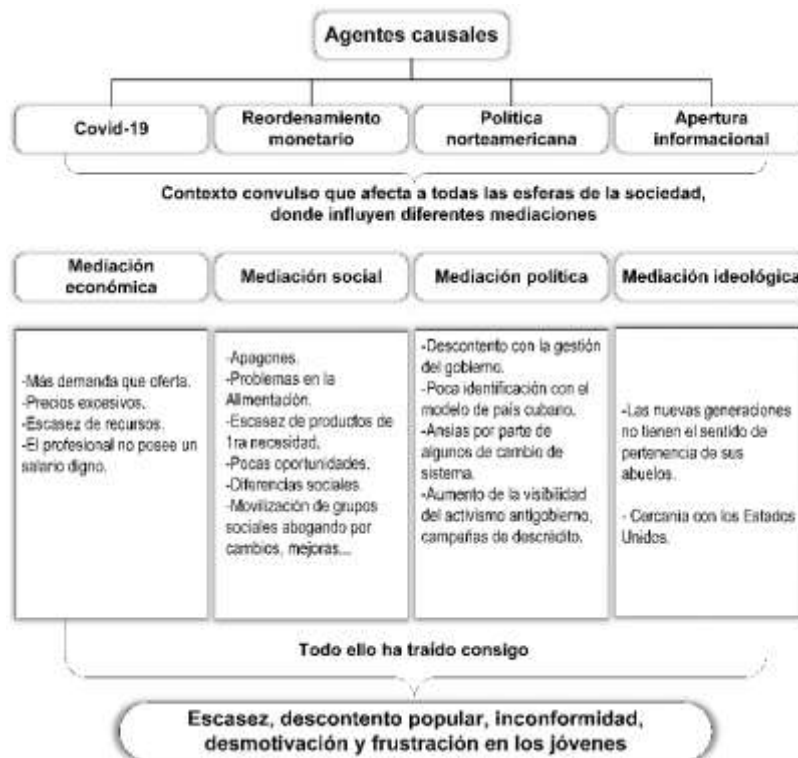 Agentes causales
Covid-19
Reordenamiento
monetario
Política
norteamericana
Apertura
informacional
Contexto convulso que afecta a todas las esferas de la sociedad,
donde influyen diferentes mediaciones
Mediación
económica
Mediación social
Mediación política
Mediación ideológica
-Más demanda que oferta.
-Precios excesivos.
-Escasez de recursos.
-El profesional no posee un
salario digno.
-Apagones.
-Problemas en la
Alimentación.
-Escasez de productos de
1ra necesidad.
-Pocas oportunidades.
-Diferencias sociales.
-Movilización de grupos
sociales abogando por
cambios, mejoras...
-Descontento con la gestión
del gobierno.
-Poca identificación con el
modelo de país cubano.
-Ansias por parte de
algunos de cambio de
sistema.
-Aumento de la visibilidad
del activismo antigobierno,
campañas de descrédito.
-Las nuevas generaciones
no tienen el sentido de
pertenencia de sus
abuelos.
- Cercanía con los Estados
Unidos.
Todo ello ha traído consigo
Escasez, descontento popular, inconformidad,
desmotivación y frustración en los jóvenes